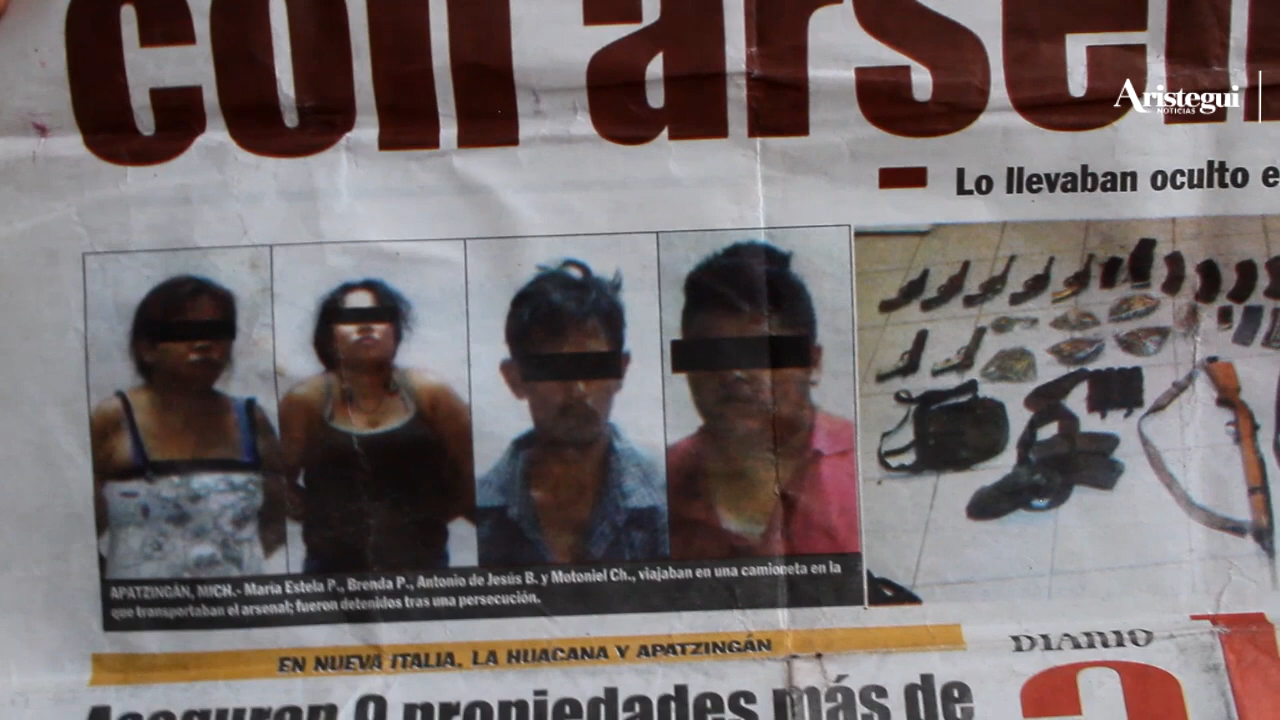 con arsen
Aristegui
NOTICIAS
Lo llevaban oculto e
APATZINGÁN, MICH.- María Estela P., Brenda P., Antonio de Jesús B. y Motoniel Ch., viajaban en una camioneta en la
que transportaban el arsenal; fueron detenidos tras una persecución.
EN NUEVA ITALIA, LA HUACANA Y APATZINGÁN
DIARIO
Aseguran 9 propiedades más de